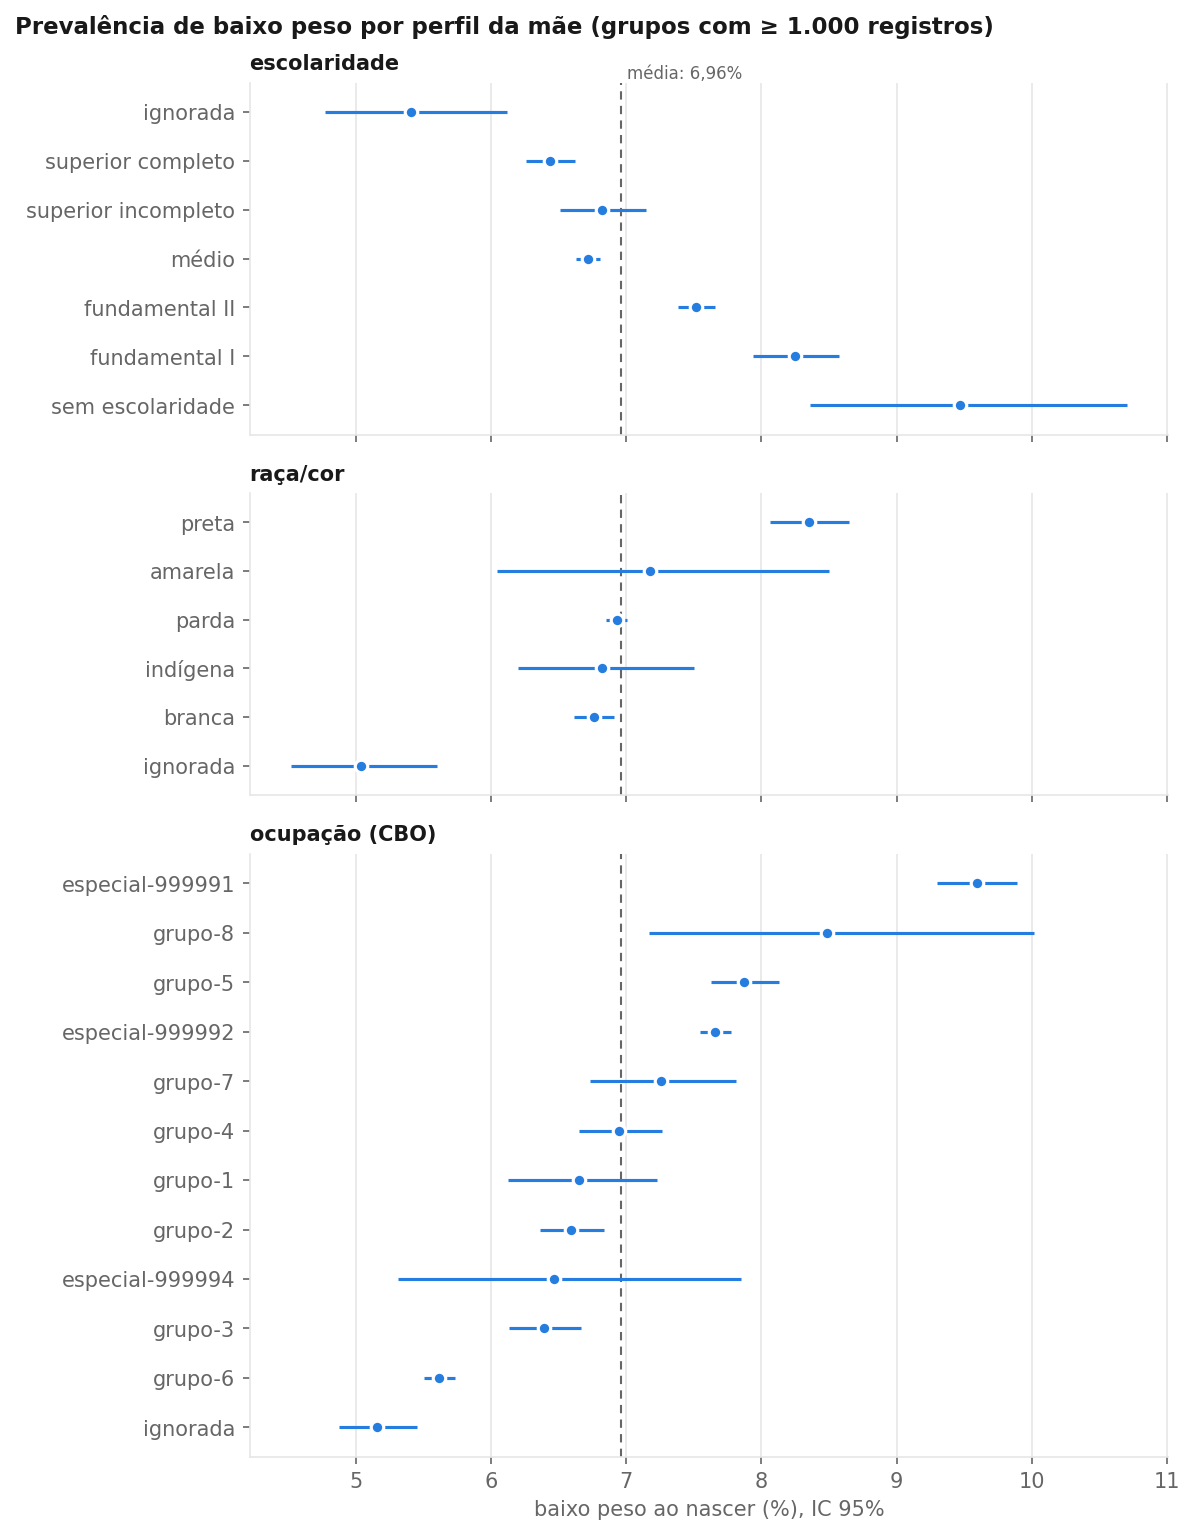 Prevalência de baixo peso por perfil da mãe (grupos com ≥ 1.000 registros)
escolaridade
média: 6,96%
ignorada
superior completo
superior incompleto
médio
fundamental II
fundamental I
sem escolaridade
raça/cor
preta
amarela
parda
indígena
branca
ignorada
ocupação (CBO)
especial-999991
grupo-8
grupo-5
especial-999992
grupo-7
grupo-4
grupo-1
grupo-2
especial-999994
grupo-3
grupo-6
ignorada
5 6 7 8 9 10 11
baixo peso ao nascer (%), IC 95%